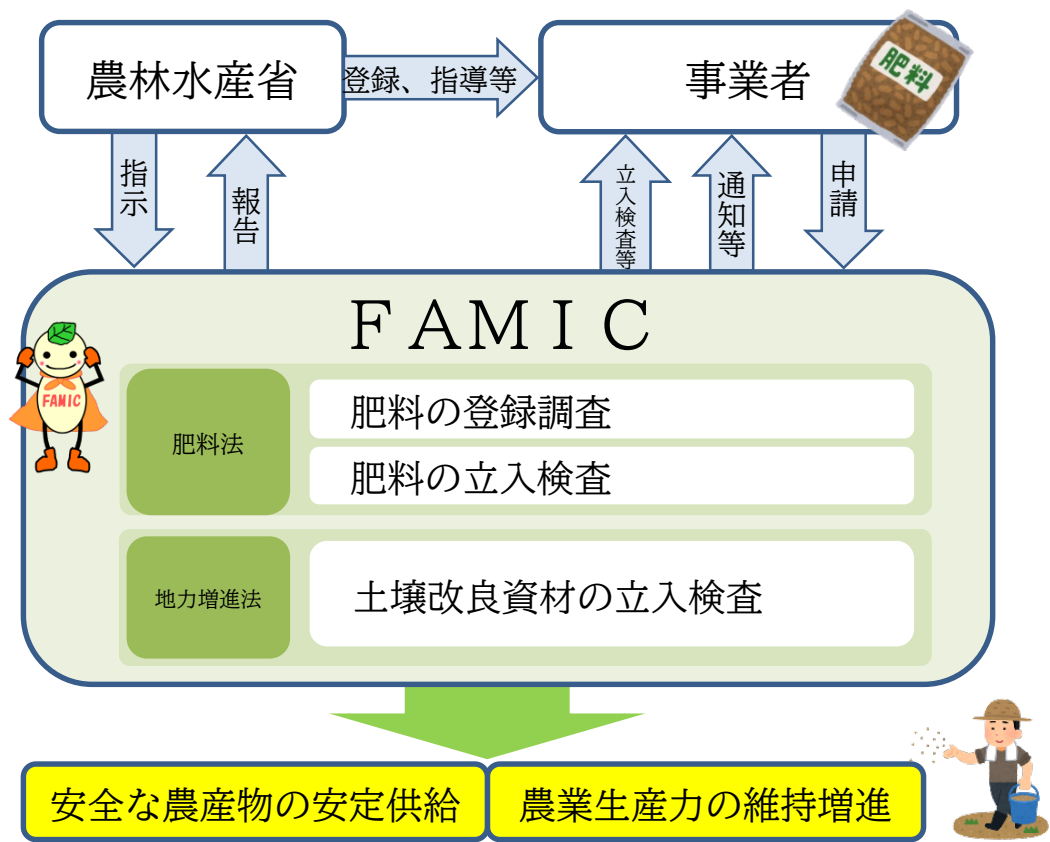 農林水産省
登録、指導等
事業者
肥料
指示
報告
立入検査等
通知等
申請
ＦＡＭＩＣ
FAMIC
肥料法
肥料の登録調査
肥料の立入検査
地力増進法
土壌改良資材の立入検査
安全な農産物の安定供給
農業生産力の維持増進